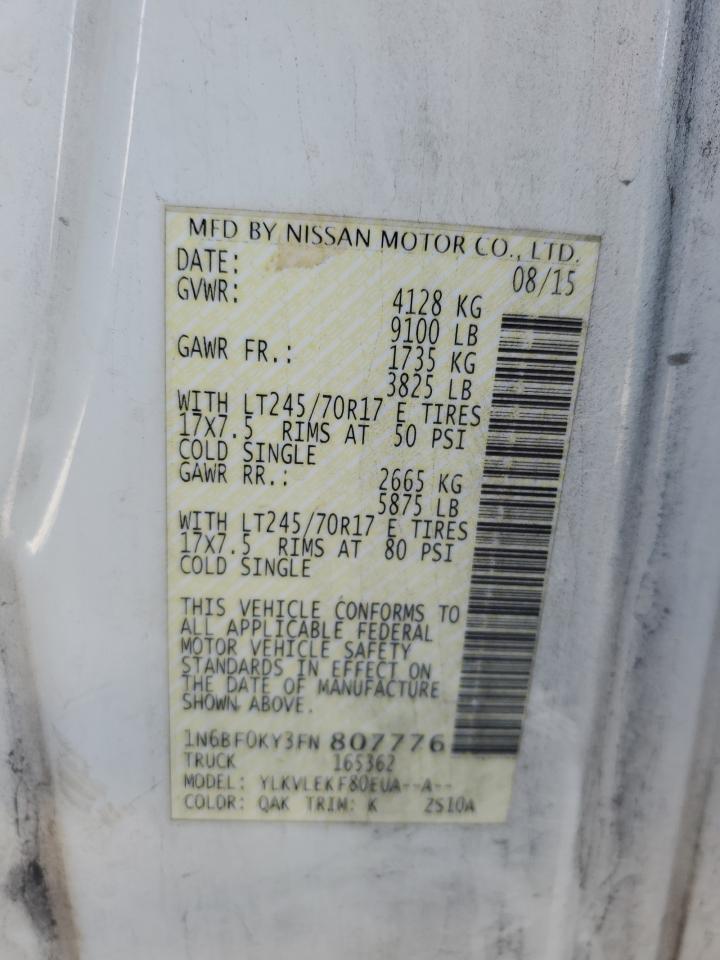 MFD BY NISSAN MOTOR CO., LTD.
DATE: 08/15
GVWR: 4128 KG
9100 LB
GAWR FR.: 1735 KG
3825 LB
WITH LT245/70R17 E TIRES
17X7.5 RIMS AT 50 PSI
COLD SINGLE
GAWR RR.: 2665 KG
5875 LB
WITH LT245/70R17 E TIRES
17X7.5 RIMS AT 80 PSI
COLD SINGLE
THIS VEHICLE CONFORMS TO
ALL APPLICABLE FEDERAL
MOTOR VEHICLE SAFETY
STANDARDS IN EFFECT ON
THE DATE OF MANUFACTURE
SHOWN ABOVE.
1N6BF0KY3FN 807776
TRUCK 165362
MODEL: YLKVLEKF80EUA--A--
COLOR: QAK TRIM: K 2S10A